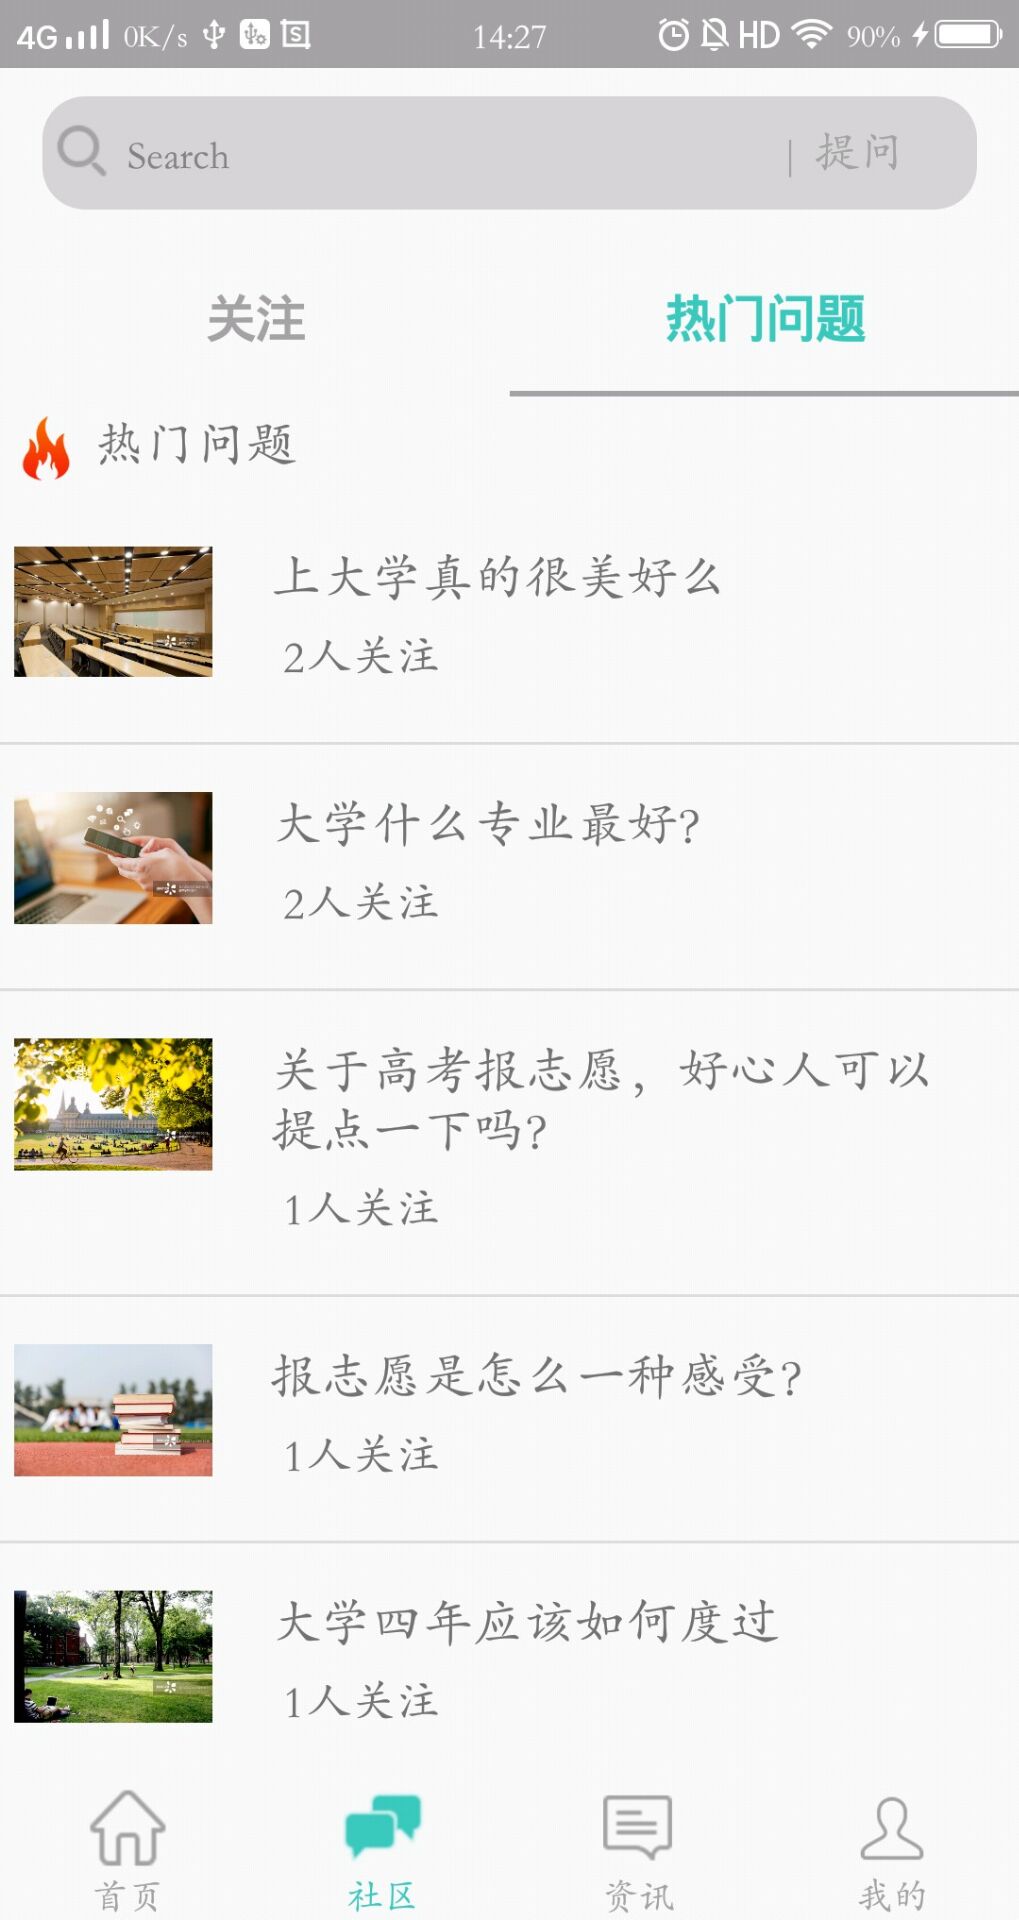 4G 0K/s 14:27 HD 90%
Search | 提问
关注 热门问题
热门问题
上大学真的很美好么
2人关注
大学什么专业最好?
2人关注
关于高考报志愿，好心人可以
提点一下吗?
1人关注
报志愿是怎么一种感受?
1人关注
大学四年应该如何度过
1人关注
首页 社区 资讯 我的